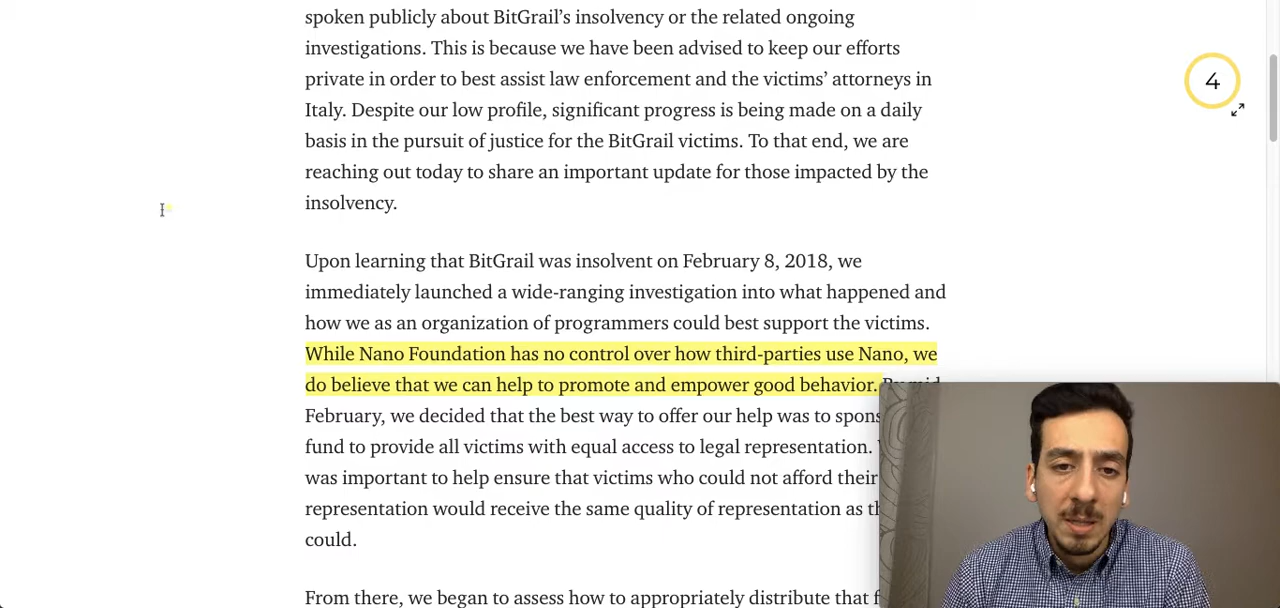 spoken publicly about BitGrail’s insolvency or the related ongoing
investigations. This is because we have been advised to keep our efforts
private in order to best assist law enforcement and the victims’ attorneys in
Italy. Despite our low profile, significant progress is being made on a daily
basis in the pursuit of justice for the BitGrail victims. To that end, we are
reaching out today to share an important update for those impacted by the
insolvency.
4
Upon learning that BitGrail was insolvent on February 8, 2018, we
immediately launched a wide-ranging investigation into what happened and
how we as an organization of programmers could best support the victims.
While Nano Foundation has no control over how third-parties use Nano, we
do believe that we can help to promote and empower good behavior.
February, we decided that the best way to offer our help was to
fund to provide all victims with equal access to legal representation.
was important to help ensure that victims who could not afford their
representation would receive the same quality of representation as
could.
From there, we began to assess how to appropriately distribute that